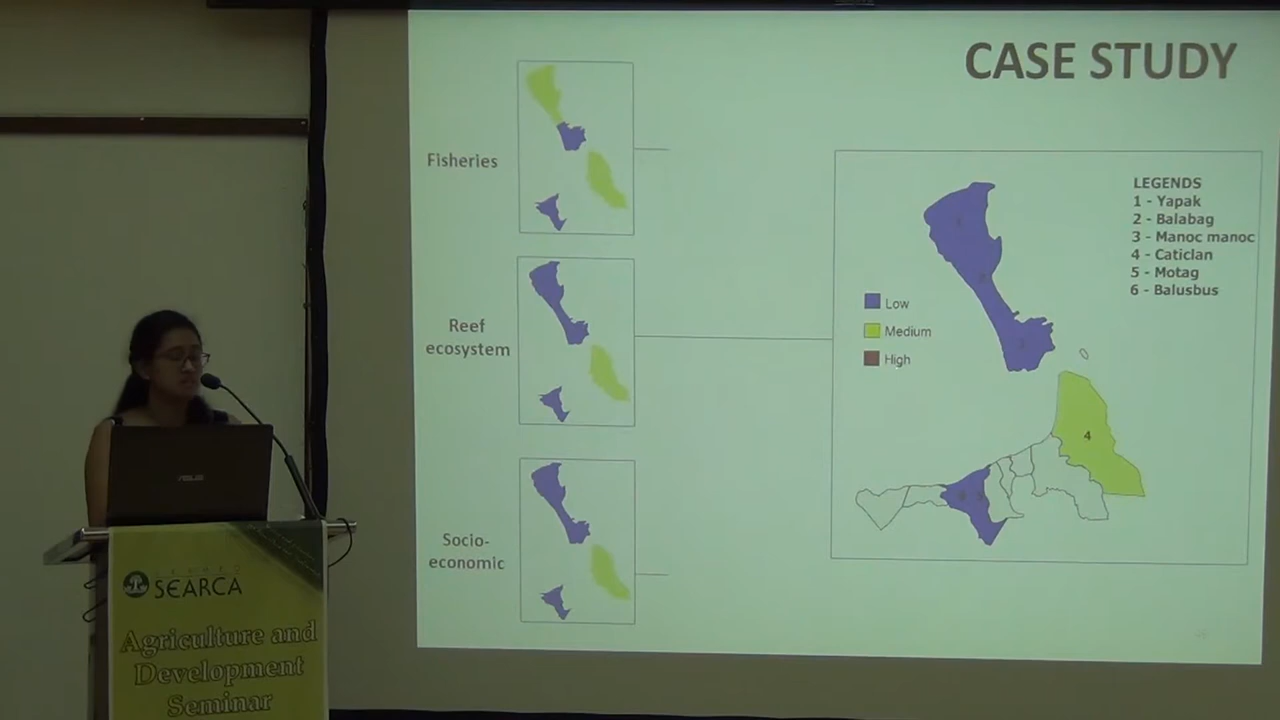 CASE STUDY
Fisheries
Reef
ecosystem
Socio-
economic
LEGENDS
1 - Yapak
2 - Balabag
3 - Manoc manoc
4 - Caticlan
5 - Motag
6 - Balusbus
Low
Medium
High
4
ASUS
SEARCA
Agriculture and
Development
Seminar